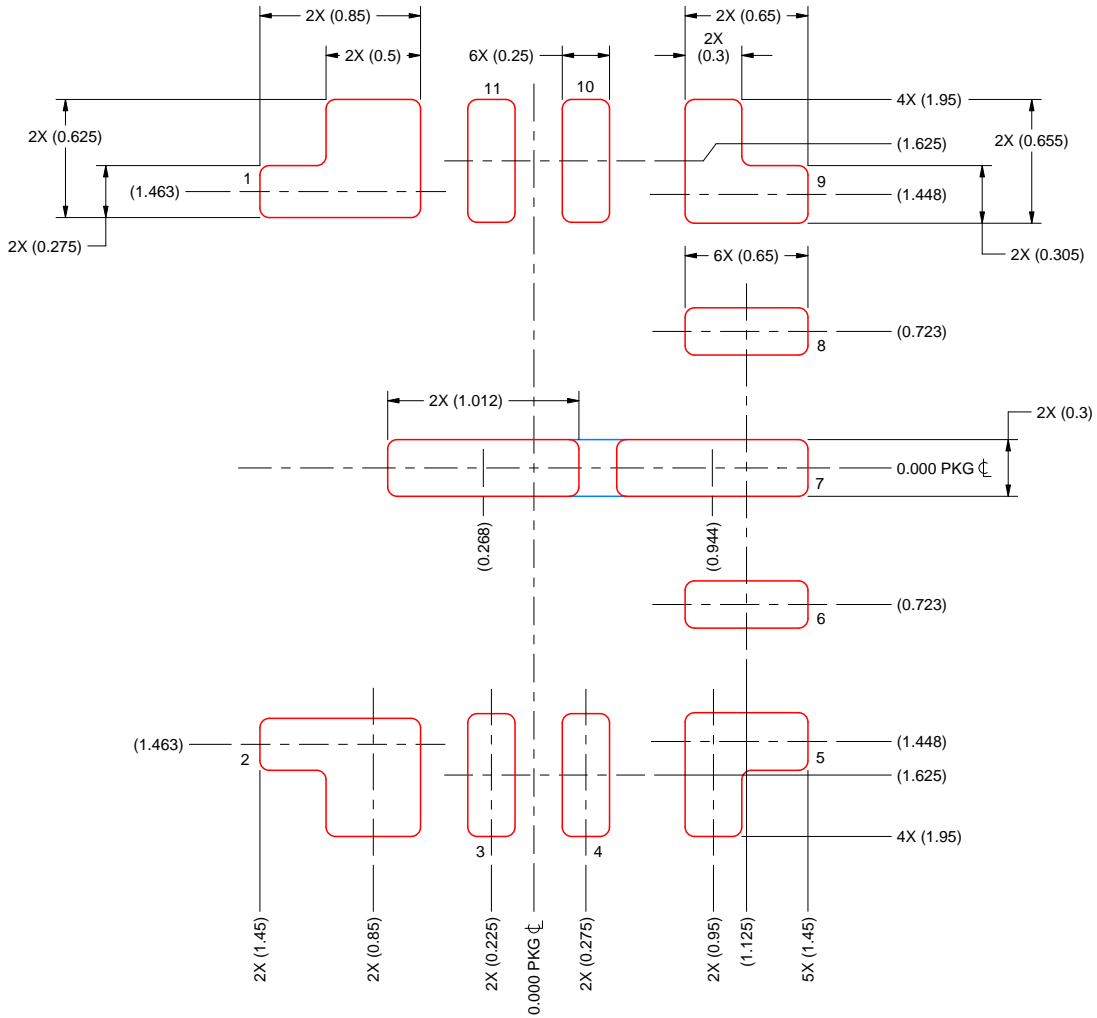 2X (0.85)
2X (0.65)
2X (0.5)
6X (0.25)
2X
(0.3)
11
10
4X (1.95)
2X (0.625)
(1.625)
2X (0.655)
1
(1.463)
9
(1.448)
2X (0.275)
2X (0.305)
6X (0.65)
(0.723)
8
2X (1.012)
2X (0.3)
0.000 PKG ℄
7
(0.268)
(0.944)
(0.723)
6
(1.463)
2
(1.448)
5
(1.625)
4X (1.95)
3
4
2X (1.45)
2X (0.85)
2X (0.225)
0.000 PKG ℄
2X (0.275)
2X (0.95)
(1.125)
5X (1.45)